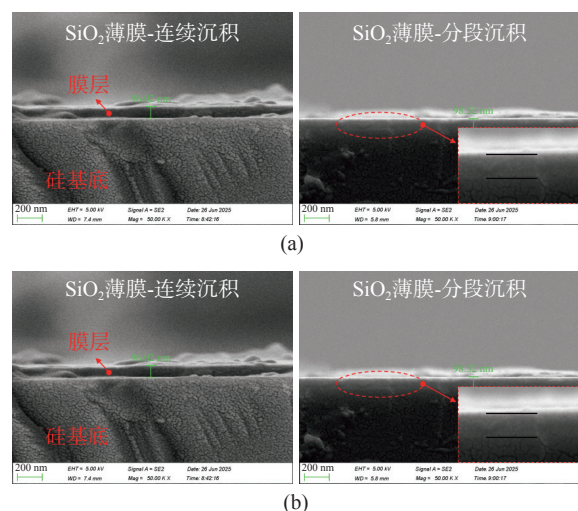 SiO₂薄膜-连续沉积
SiO₂薄膜-分段沉积
膜层
硅基底
200 nm
EHT = 5.00 kV
Signal A = SE2
Date: 26 Jun 2025
WD = 7.4 mm
Mag = 50.00 K X
Time: 8:42:16
200 nm
EHT = 5.00 kV
Signal A = SE2
Date: 26 Jun 2025
WD = 5.8 mm
Mag = 50.00 K X
Time: 9:00:17
(a)
SiO₂薄膜-连续沉积
SiO₂薄膜-分段沉积
膜层
硅基底
200 nm
EHT = 5.00 kV
Signal A = SE2
Date: 26 Jun 2025
WD = 7.4 mm
Mag = 50.00 K X
Time: 8:42:16
200 nm
EHT = 5.00 kV
Signal A = SE2
Date: 26 Jun 2025
WD = 5.8 mm
Mag = 50.00 K X
Time: 9:00:17
(b)